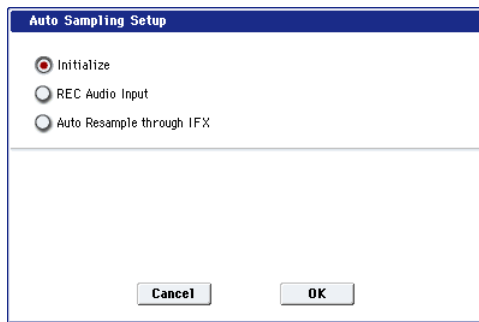 Auto Sampling Setup
Initialize
REC Audio Input
Auto Resample through IFX
Cancel OK